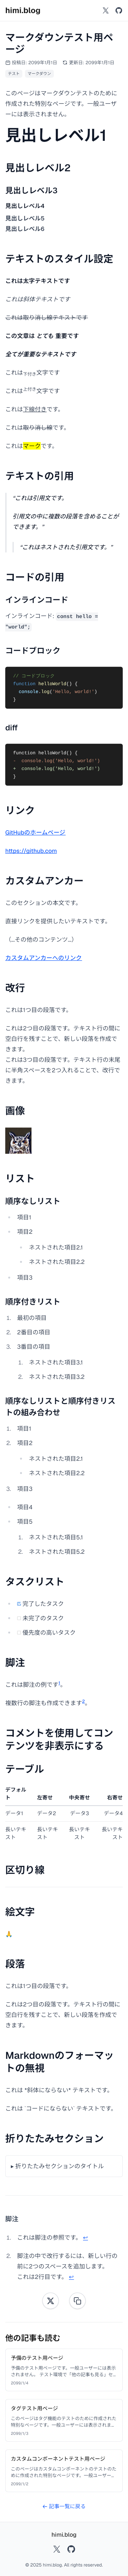 himi.blog
マークダウンテスト用ページ
投稿日: 2099年1月1日 更新日: 2099年1月1日
テスト マークダウン
このページはマークダウンテストのために作成された特別なページです。一般ユーザーには表示されません。
見出しレベル1
見出しレベル2
見出しレベル3
見出しレベル4
見出しレベル5
見出しレベル6
テキストのスタイル設定
これは太字テキストです
これは斜体テキストです
これは取り消し線テキストです
この文章は とても 重要です
全てが重要なテキストです
これは下付き文字です
これは上付き文字です
これは下線付きです。
これは取り消し線です。
これはマークです。
テキストの引用
"これは引用文です。
引用文の中に複数の段落を含めることができます。"
"これはネストされた引用文です。"
コードの引用
インラインコード
インラインコード: const hello = "world";
コードブロック
// コードブロック
function helloWorld() {
console.log('Hello, world!')
}
diff
function helloWorld() {
- console.log('Hello, world!')
+ console.log('Hello, world!')
}
リンク
GitHubのホームページ
https://github.com
カスタムアンカー
このセクションの本文です。
直接リンクを提供したいテキストです。
(...その他のコンテンツ...)
カスタムアンカーへのリンク
改行
これは1つ目の段落です。
これは2つ目の段落です。テキスト行の間に空白行を残すことで、新しい段落を作成できます。
これは3つ目の段落です。テキスト行の末尾に半角スペースを2つ入れることで、改行できます。
画像
リスト
順序なしリスト
項目1
項目2
ネストされた項目2.1
ネストされた項目2.2
項目3
順序付きリスト
1. 最初の項目
2. 2番目の項目
3. 3番目の項目
1. ネストされた項目3.1
2. ネストされた項目3.2
順序なしリストと順序付きリストの組み合わせ
1. 項目1
2. 項目2
ネストされた項目2.1
ネストされた項目2.2
3. 項目3
項目4
項目5
1. ネストされた項目5.1
2. ネストされた項目5.2
タスクリスト
完了したタスク
未完了のタスク
優先度の高いタスク
脚注
これは脚注の例です1。
複数行の脚注も作成できます2。
コメントを使用してコンテンツを非表示にする
テーブル
デフォルト 左寄せ 中央寄せ 右寄せ
データ1 データ2 データ3 データ4
長いテキスト 長いテキスト 長いテキスト 長いテキスト
区切り線
絵文字
🙏
段落
これは1つ目の段落です。
これは2つ目の段落です。テキスト行の間に空白行を残すことで、新しい段落を作成できます。
Markdownのフォーマットの無視
これは *斜体にならない* テキストです。
これは `コードにならない` テキストです。
折りたたみセクション
▸ 折りたたみセクションのタイトル
脚注
1. これは脚注の参照です。 ↩
2. 脚注の中で改行するには、新しい行の前に2つのスペースを追加します。
これは2行目です。 ↩
他の記事も読む
予備のテスト用ページ
予備のテスト用ページです。一般ユーザーには表示されません。 テスト環境で「他の記事も見る」セ...
2099/1/4
タグテスト用ページ
このページはタグ機能のテストのために作成された特別なページです。一般ユーザーには表示されま...
2099/1/3
カスタムコンポーネントテスト用ページ
このページはカスタムコンポーネントのテストのために作成された特別なページです。一般ユーザー...
2099/1/2
← 記事一覧に戻る
himi.blog
© 2025 himi.blog. All rights reserved.